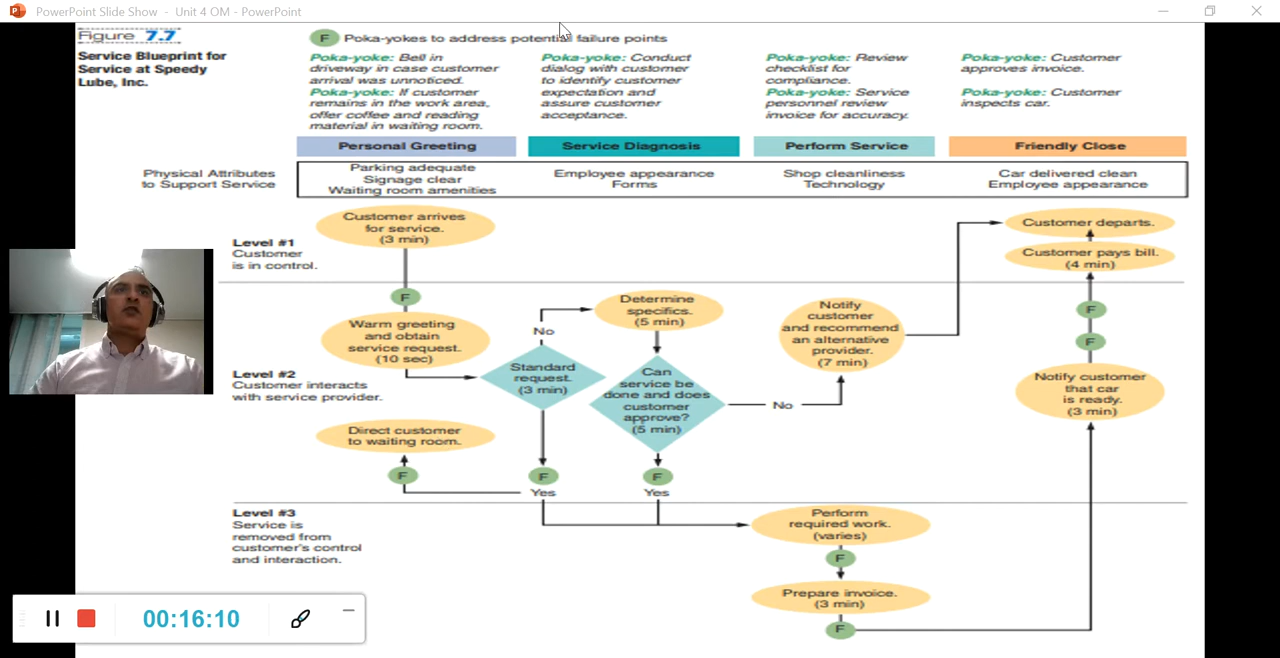 PowerPoint Slide Show - Unit 4 OM - PowerPoint
Figure 7.7
Service Blueprint for
Service at Speedy
Lube, Inc.
F Poka-yokes to address potential failure points
Poka-yoke: Bell in
driveway in case customer
arrival was unnoticed.
Poka-yoke: If customer
remains in the work area,
offer coffee and reading
material in waiting room.
Poka-yoke: Conduct
dialog with customer
to identify customer
expectation and
assure customer
acceptance.
Poka-yoke: Review
checklist for
compliance.
Poka-yoke: Service
personnel review
invoice for accuracy.
Poka-yoke: Customer
approves invoice.
Poka-yoke: Customer
inspects car.
Personal Greeting
Service Diagnosis
Perform Service
Friendly Close
Physical Attributes
to Support Service
Parking adequate
Signage clear
Waiting room amenities
Employee appearance
Forms
Shop cleanliness
Technology
Car delivered clean
Employee appearance
Level #1
Customer
is in control.
Customer arrives
for service.
(3 min)
Customer departs.
Customer pays bill.
(4 min)
F
Level #2
Customer interacts
with service provider.
Warm greeting
and obtain
service request.
(10 sec)
No
Standard
request.
(3 min)
Determine
specifics.
(5 min)
Can
service be
done and does
customer
approve?
(5 min)
No
Notify
customer
and recommend
an alternative
provider.
(7 min)
F
F
Notify customer
that car
is ready.
(3 min)
Direct customer
to waiting room.
F
F
Yes
F
Yes
Level #3
Service is
removed from
customer's control
and interaction.
Perform
required work.
(varies)
F
Prepare invoice.
(3 min)
F
00:16:10